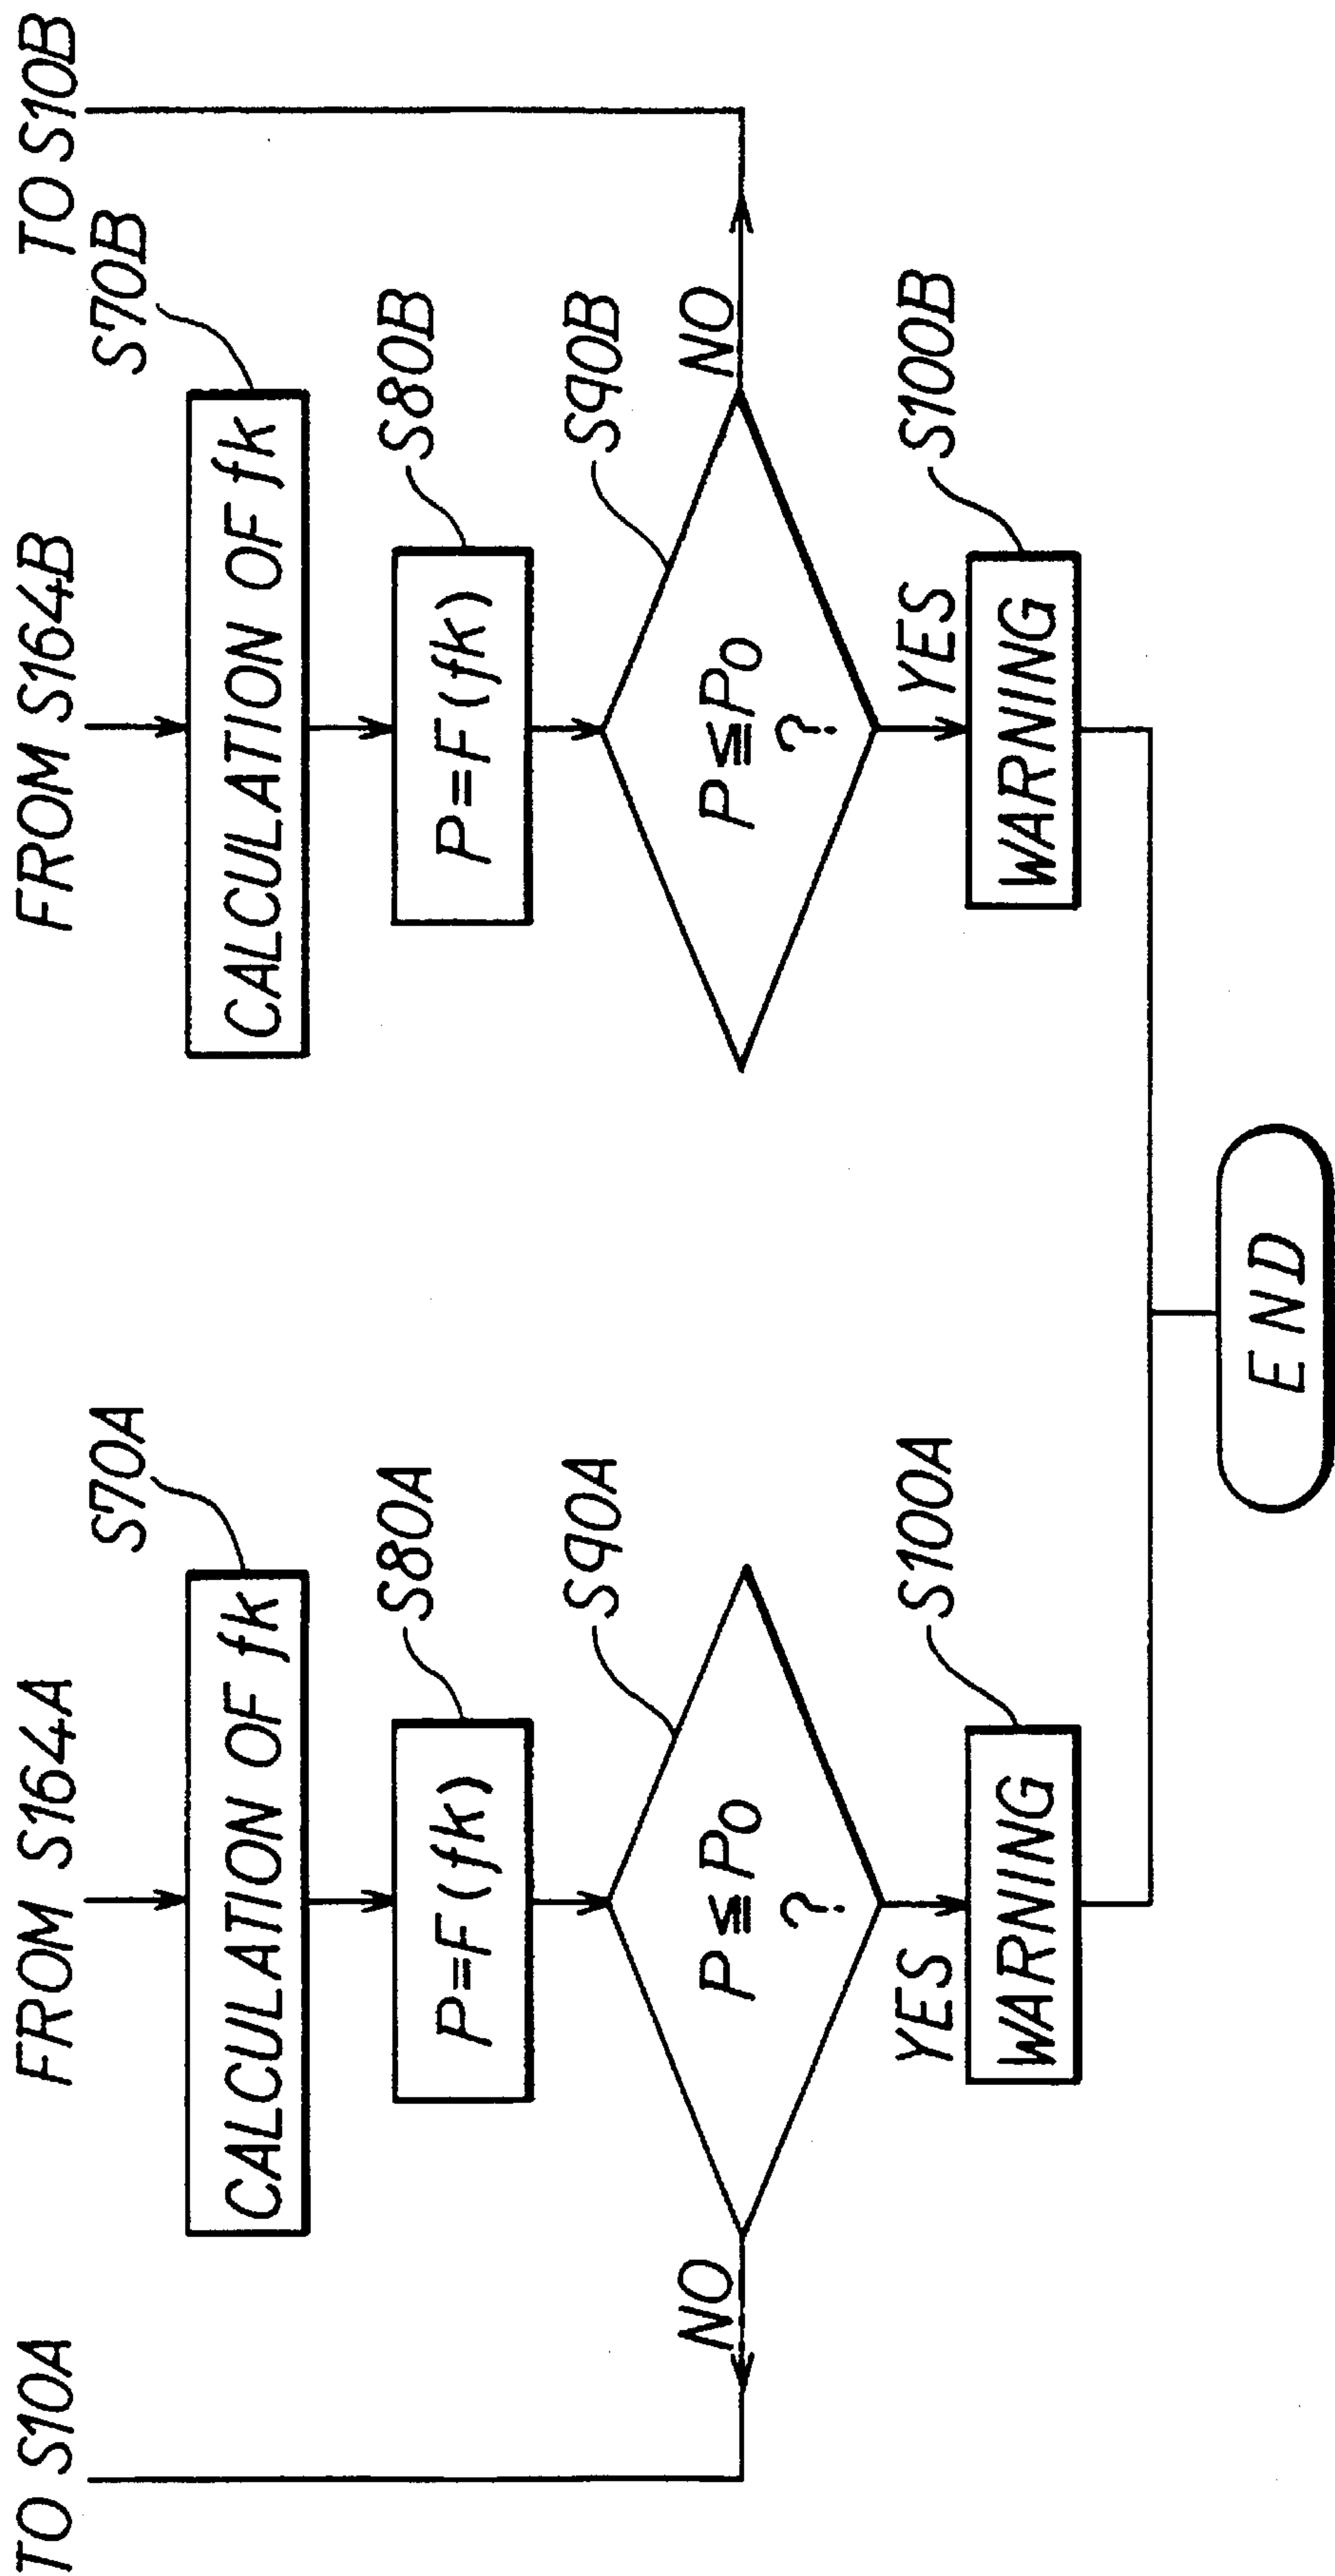 TO S10A
FROM S164A
S70A
CALCULATION OF fk
S80A
P=F(fk)
S90A
P≦P0
?
NO
YES
S100A
WARNING
FROM S164B
TO S10B
S70B
CALCULATION OF fk
S80B
P=F(fk)
S90B
P≦P0
?
NO
YES
S100B
WARNING
END